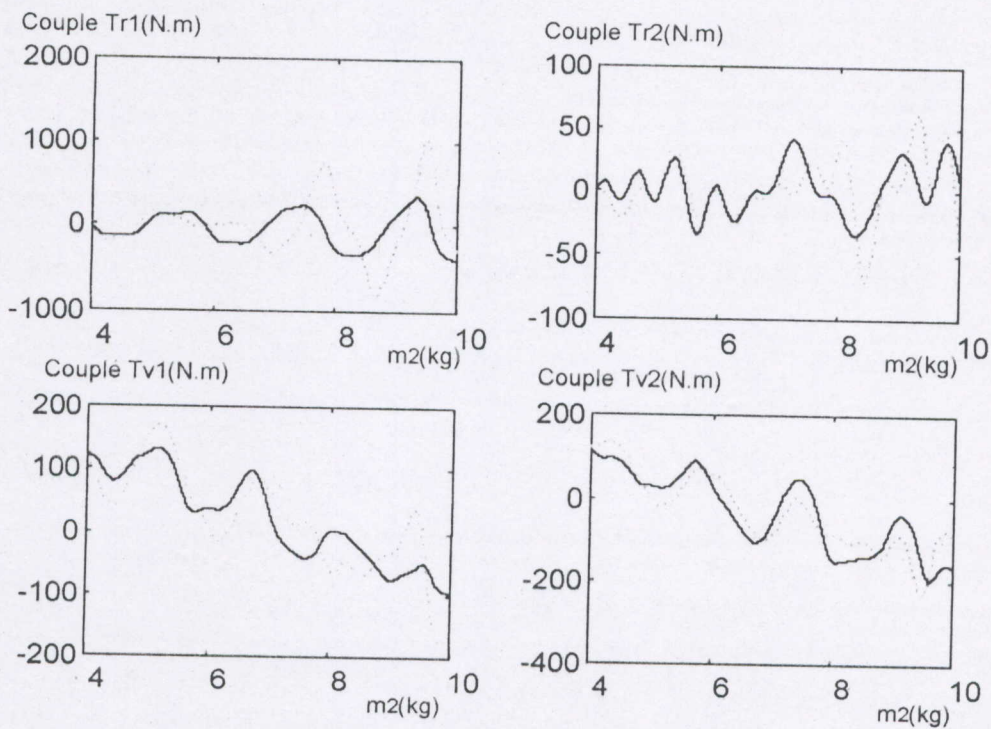 Couple Tr1(N.m)
2000
1000
0
-1000
4 6 8 10
m2(kg)
Couple Tr2(N.m)
100
50
0
-50
-100
4 6 8 10
m2(kg)
Couple Tv1(N.m)
200
100
0
-100
-200
4 6 8 10
m2(kg)
Couple Tv2(N.m)
200
0
-200
-400
4 6 8 10
m2(kg)